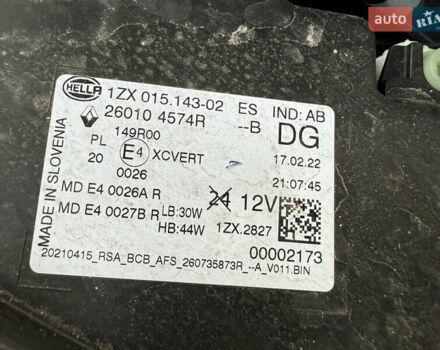 auto RIA
HELLA 1ZX 015.143-02 ES IND: AB
26010 4574R --B DG
149R00
PL E4 XCVERT 17.02.22
20
0026 21:07:45
MD E4 0026A R 24 12V
MD E4 0027B R LB:30W
HB:44W 1ZX.2827
00002173
20210415_RSA_BCB_AFS_260735873R_--A_V011.BIN
MADE IN SLOVENIA